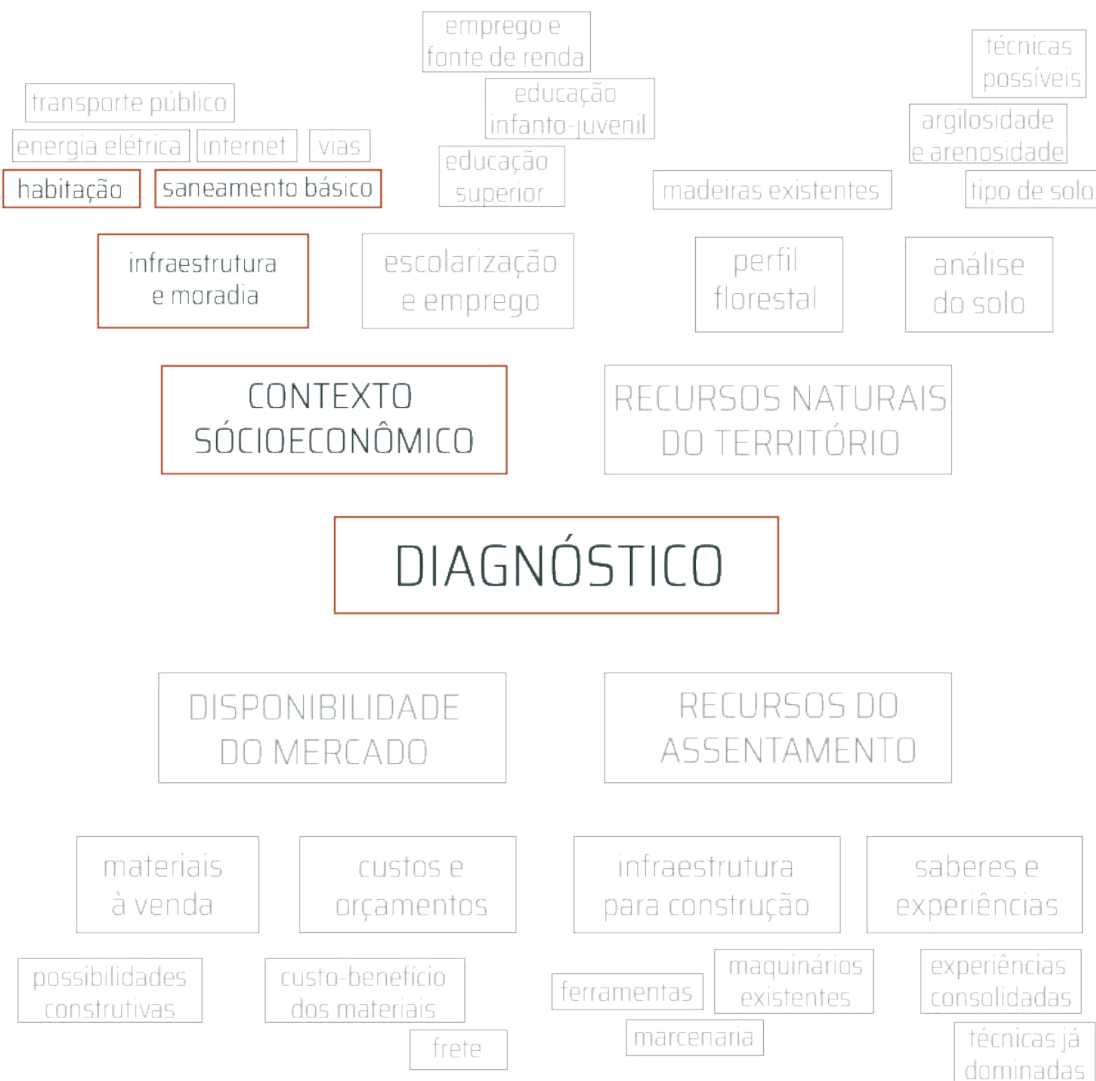 emprego e
fonte de renda
técnicas
possíveis
transporte público
educação
infanto-juvenil
argilosidade
e arenosidade
energia elétrica
internet
vias
educação
superior
habitação
saneamento básico
madeiras existentes
tipo de solo
infraestrutura
e moradia
escolarização
e emprego
perfil
florestal
análise
do solo
CONTEXTO
SÓCIOECONÔMICO
RECURSOS NATURAIS
DO TERRITÓRIO
DIAGNÓSTICO
DISPONIBILIDADE
DO MERCADO
RECURSOS DO
ASSENTAMENTO
materiais
à venda
custos e
orçamentos
infraestrutura
para construção
saberes e
experiências
possibilidades
construtivas
custo-benefício
dos materiais
frete
ferramentas
maquinários
existentes
marcenaria
experiências
consolidadas
técnicas já
dominadas